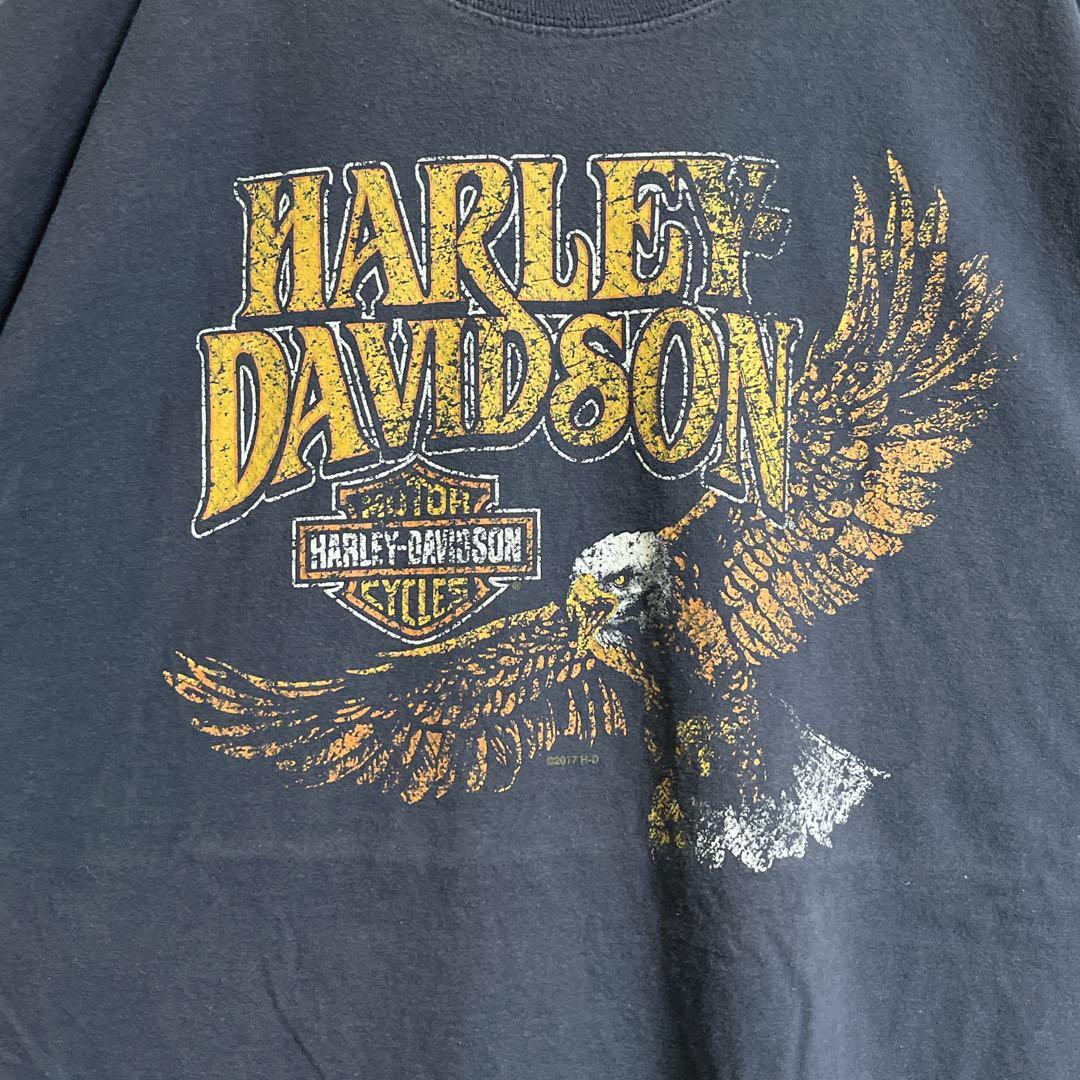 HARLEY
DAVIDSON
MOTOR
HARLEY-DAVIDSON
CYCLES
©2017 H-D